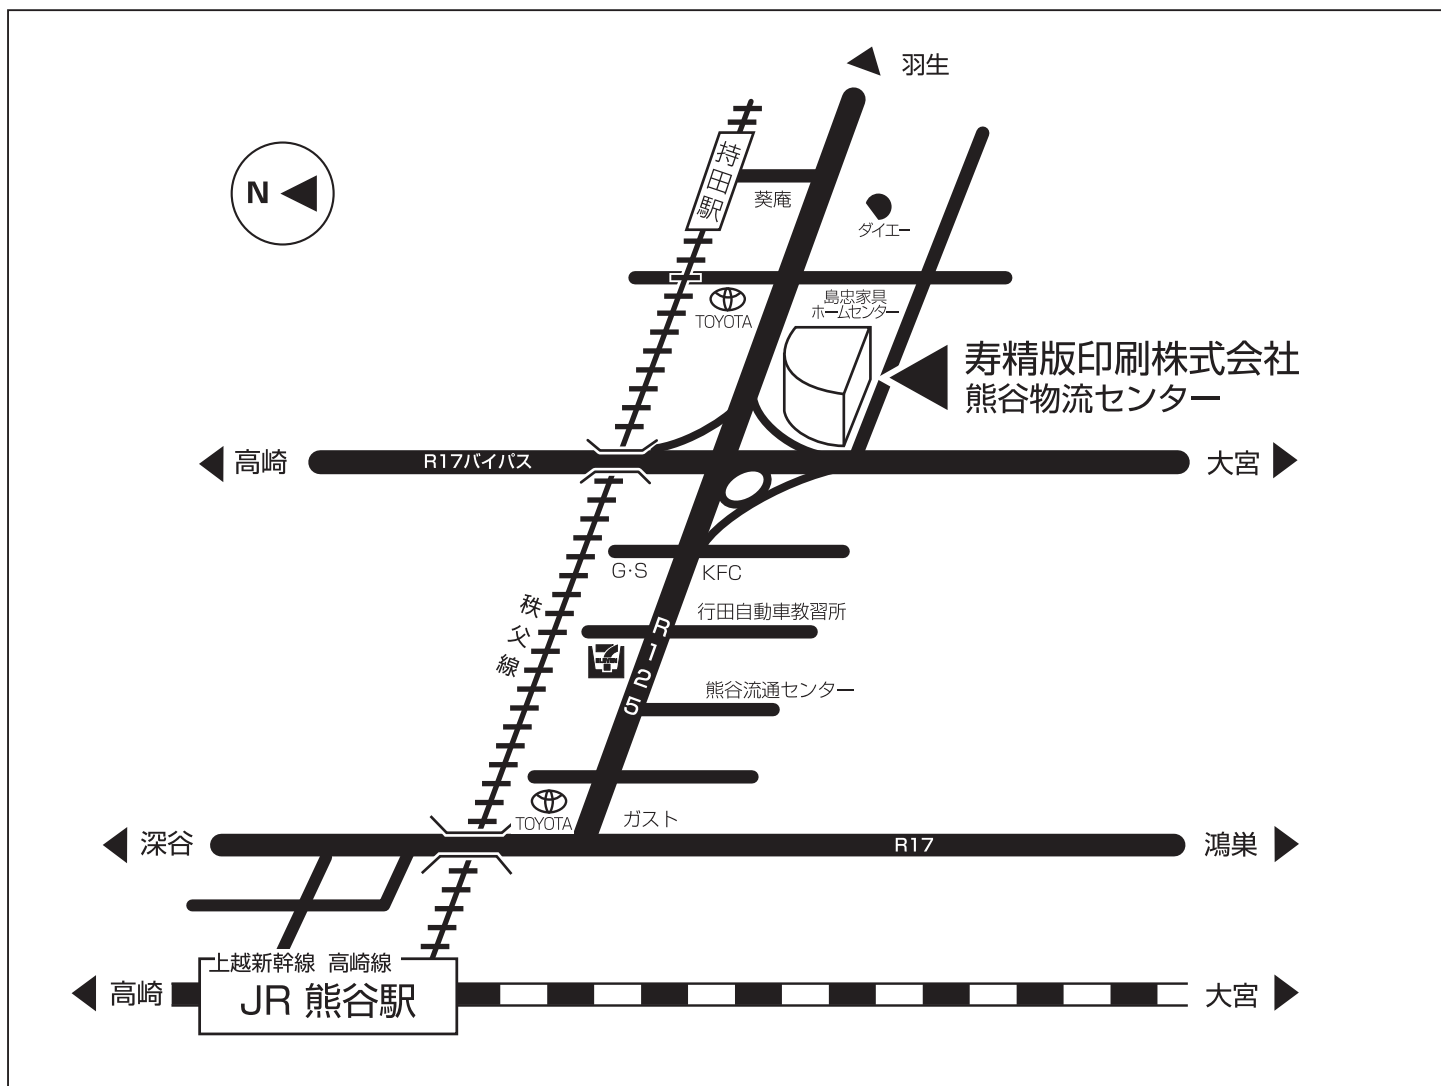 羽生
N
持田駅
葵庵
ダイエー
TOYOTA
島忠家具
ホームセンター
寿精版印刷株式会社
熊谷物流センター
高崎
R17バイパス
大宮
G·S
KFC
秩父線
行田自動車教習所
R125
ELEVEN
熊谷流通センター
TOYOTA
ガスト
深谷
R17
鴻巣
上越新幹線 高崎線
高崎
JR 熊谷駅
大宮